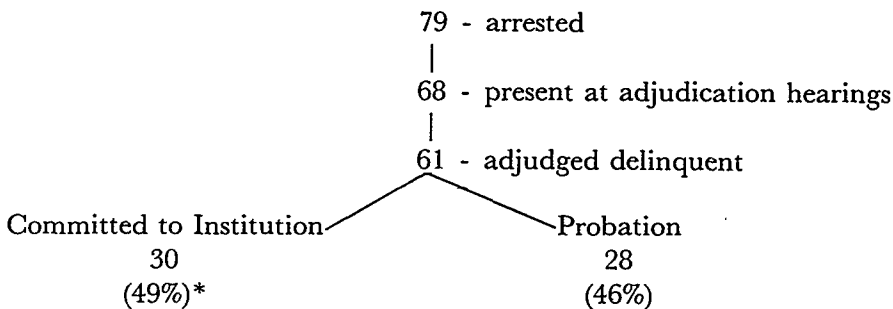 79 - arrested
68 - present at adjudication hearings
61 - adjudged delinquent
Committed to Institution Probation
30 28
(49%)* (46%)